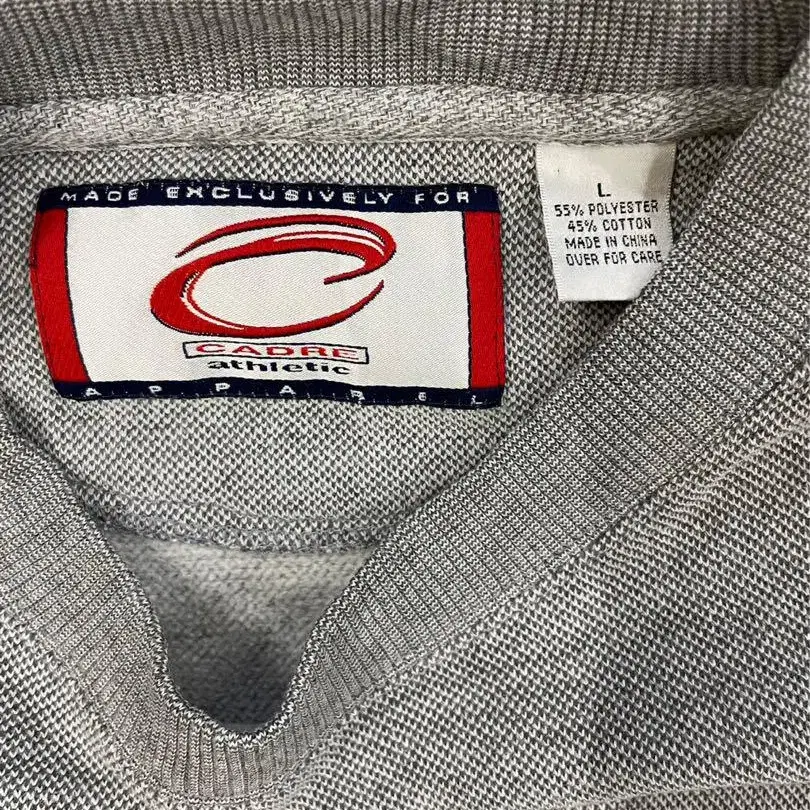 MADE EXCLUSIVELY FOR
CADRE
athletic
APPAREL
L
55% POLYESTER
45% COTTON
MADE IN CHINA
OVER FOR CARE